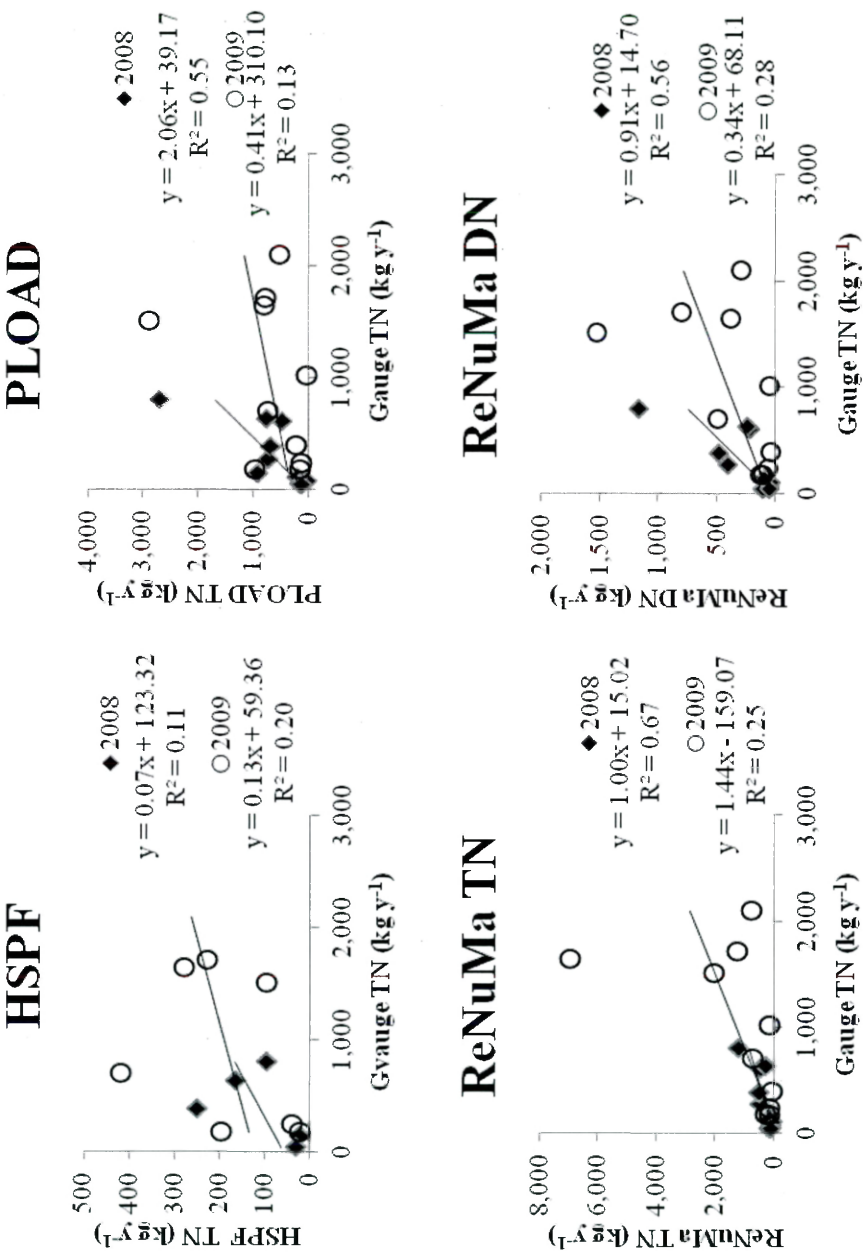 HSPF
500
400
300
200
100
0
HSPF TN (kg y⁻¹)
0
1,000
2,000
3,000
Gvauge TN (kg y⁻¹)
◆ 2008
y = 0.07x + 123.32
R² = 0.11
○ 2009
y = 0.13x + 59.36
R² = 0.20
PLOAD
4,000
3,000
2,000
1,000
0
PLOAD TN (kg y⁻¹)
0
1,000
2,000
3,000
Gauge TN (kg y⁻¹)
◆ 2008
y = 2.06x + 39.17
R² = 0.55
○ 2009
y = 0.41x + 310.10
R² = 0.13
ReNuMa TN
8,000
6,000
4,000
2,000
0
ReNuMa TN (kg y⁻¹)
0
1,000
2,000
3,000
Gauge TN (kg y⁻¹)
◆ 2008
y = 1.00x + 15.02
R² = 0.67
○ 2009
y = 1.44x - 159.07
R² = 0.25
ReNuMa DN
2,000
1,500
1,000
500
0
ReNuMa DN (kg y⁻¹)
0
1,000
2,000
3,000
Gauge TN (kg y⁻¹)
◆ 2008
y = 0.91x + 14.70
R² = 0.56
○ 2009
y = 0.34x + 68.11
R² = 0.28